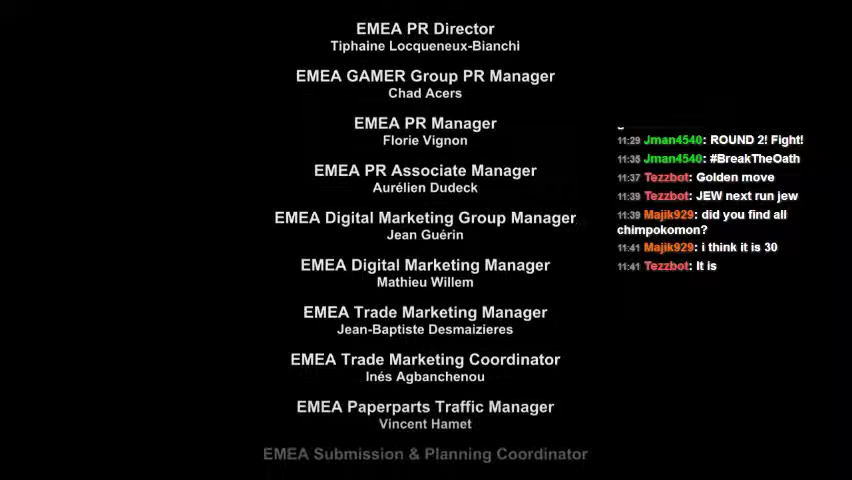 EMEA PR Director
Tiphaine Locqueneux-Bianchi
EMEA GAMER Group PR Manager
Chad Acers
EMEA PR Manager
Florie Vignon
EMEA PR Associate Manager
Aurélien Dudeck
EMEA Digital Marketing Group Manager
Jean Guérin
EMEA Digital Marketing Manager
Mathieu Willem
EMEA Trade Marketing Manager
Jean-Baptiste Desmaizieres
EMEA Trade Marketing Coordinator
Inés Agbanchenou
EMEA Paperparts Traffic Manager
Vincent Hamet
EMEA Submission & Planning Coordinator
11:29 Jman4540: ROUND 2! Fight!
11:35 Jman4540: #BreakTheOath
11:37 Tezzbot: Golden move
11:39 Tezzbot: JEW next run jew
11:39 Majik929: did you find all
chimpokomon?
11:41 Majik929: i think it is 30
11:41 Tezzbot: It is